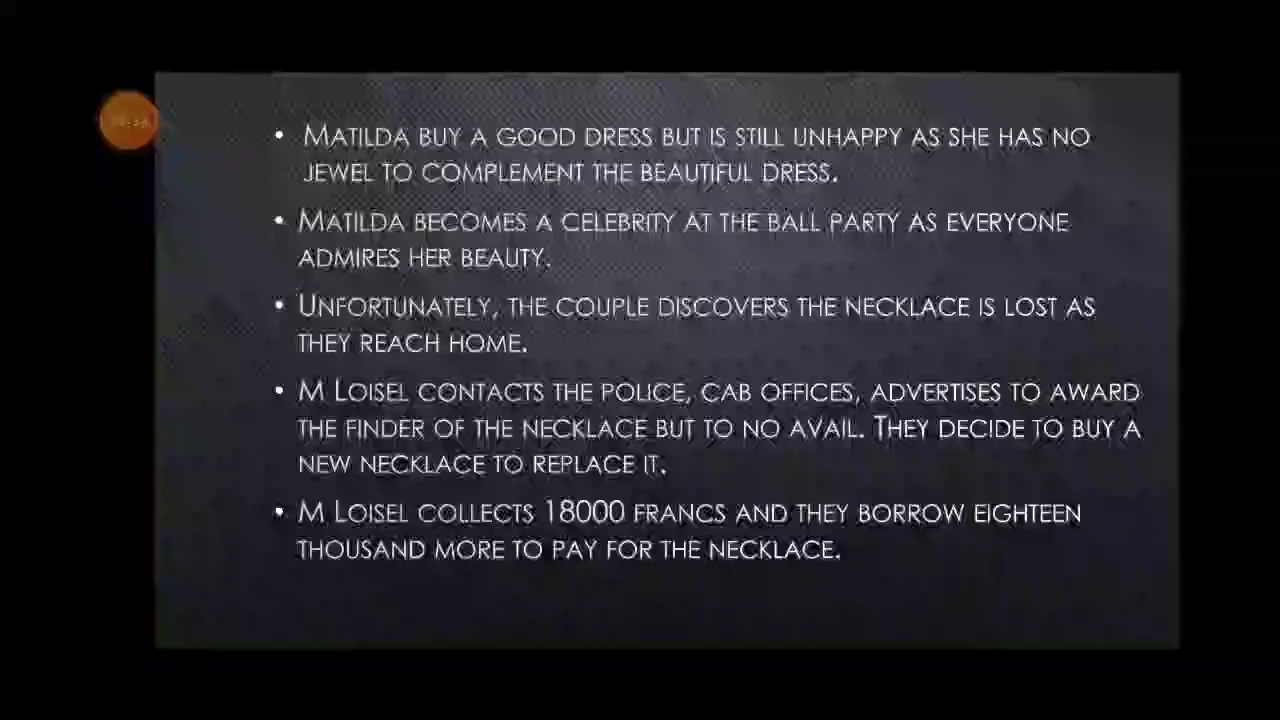 • Matilda buy a good dress but is still unhappy as she has no
jewel to complement the beautiful dress.
• Matilda becomes a celebrity at the ball party as everyone
admires her beauty.
• Unfortunately, the couple discovers the necklace is lost as
they reach home.
• M Loisel contacts the police, cab offices, advertises to award
the finder of the necklace but to no avail. They decide to buy a
new necklace to replace it.
• M Loisel collects 18000 francs and they borrow eighteen
thousand more to pay for the necklace.